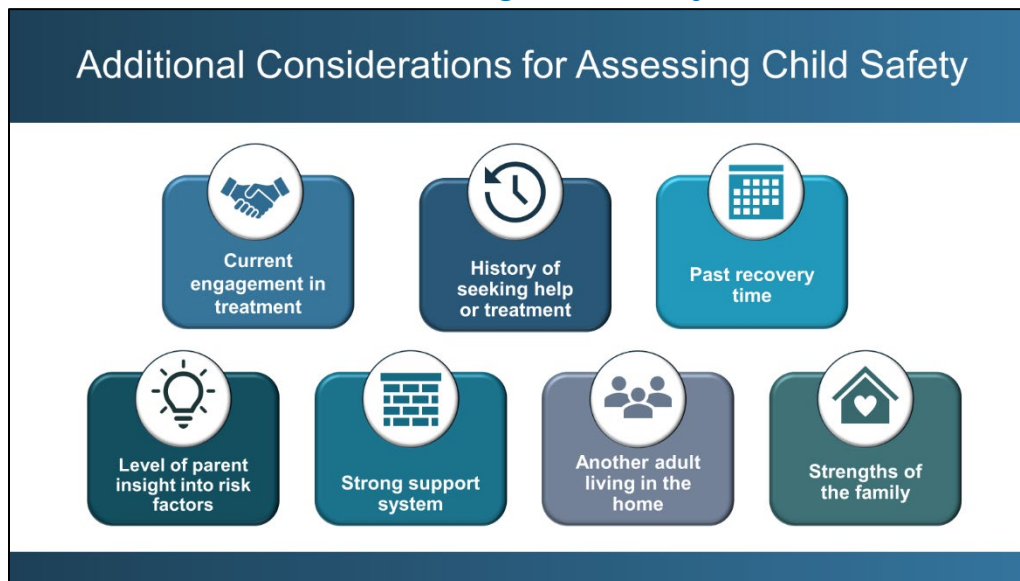 Additional Considerations for Assessing Child Safety
Current
engagement in
treatment
History of
seeking help
or treatment
Past recovery
time
Level of parent
insight into risk
factors
Strong support
system
Another adult
living in the
home
Strengths of
the family